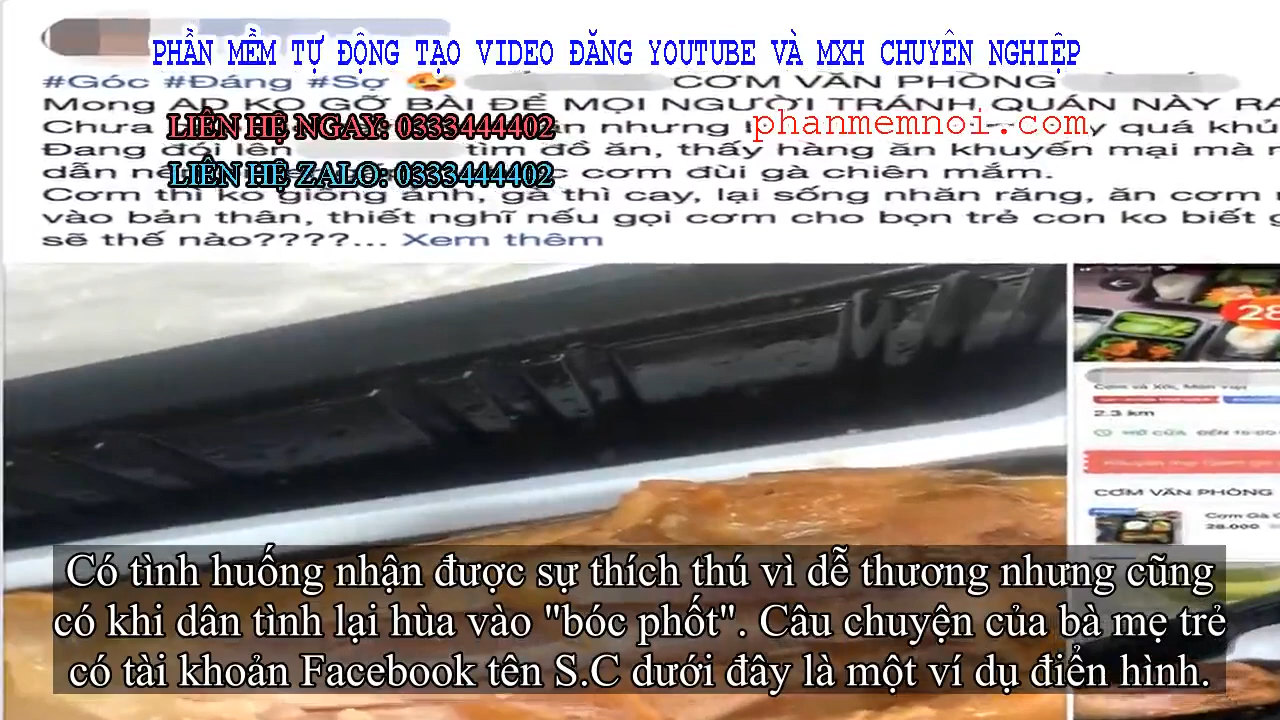 PHẦN MỀM TỰ ĐỘNG TẠO VIDEO ĐĂNG YOUTUBE VÀ MXH CHUYÊN NGHIỆP
#Góc #Đáng #Sợ CƠM VĂN PHÒNG
Mong AD KO GỠ BÀI ĐỂ MỌI NGƯỜI TRÁNH QUÁN NÀY RA
LIÊN HỆ NGAY: 0333444402
phanmemnoi.com
Chưa nhưng quá khủ
Đang đói lên tìm đồ ăn, thấy hàng ăn khuyến mại mà
LIÊN HỆ ZALO: 0333444402
dẫn cơm đùi gà chiên mắm.
Cơm thì ko giống ảnh, gà thì cay, lại sống nhăn răng, ăn cơm
vào bản thân, thiết nghĩ nếu gọi cơm cho bọn trẻ con ko biết
sẽ thế nào????... Xem thêm
28
2.3 km
CƠM VĂN PHÒNG
Cơm Gà
28.000
Có tình huống nhận được sự thích thú vì dễ thương nhưng cũng
có khi dân tình lại hùa vào "bóc phốt". Câu chuyện của bà mẹ trẻ
có tài khoản Facebook tên S.C dưới đây là một ví dụ điển hình.